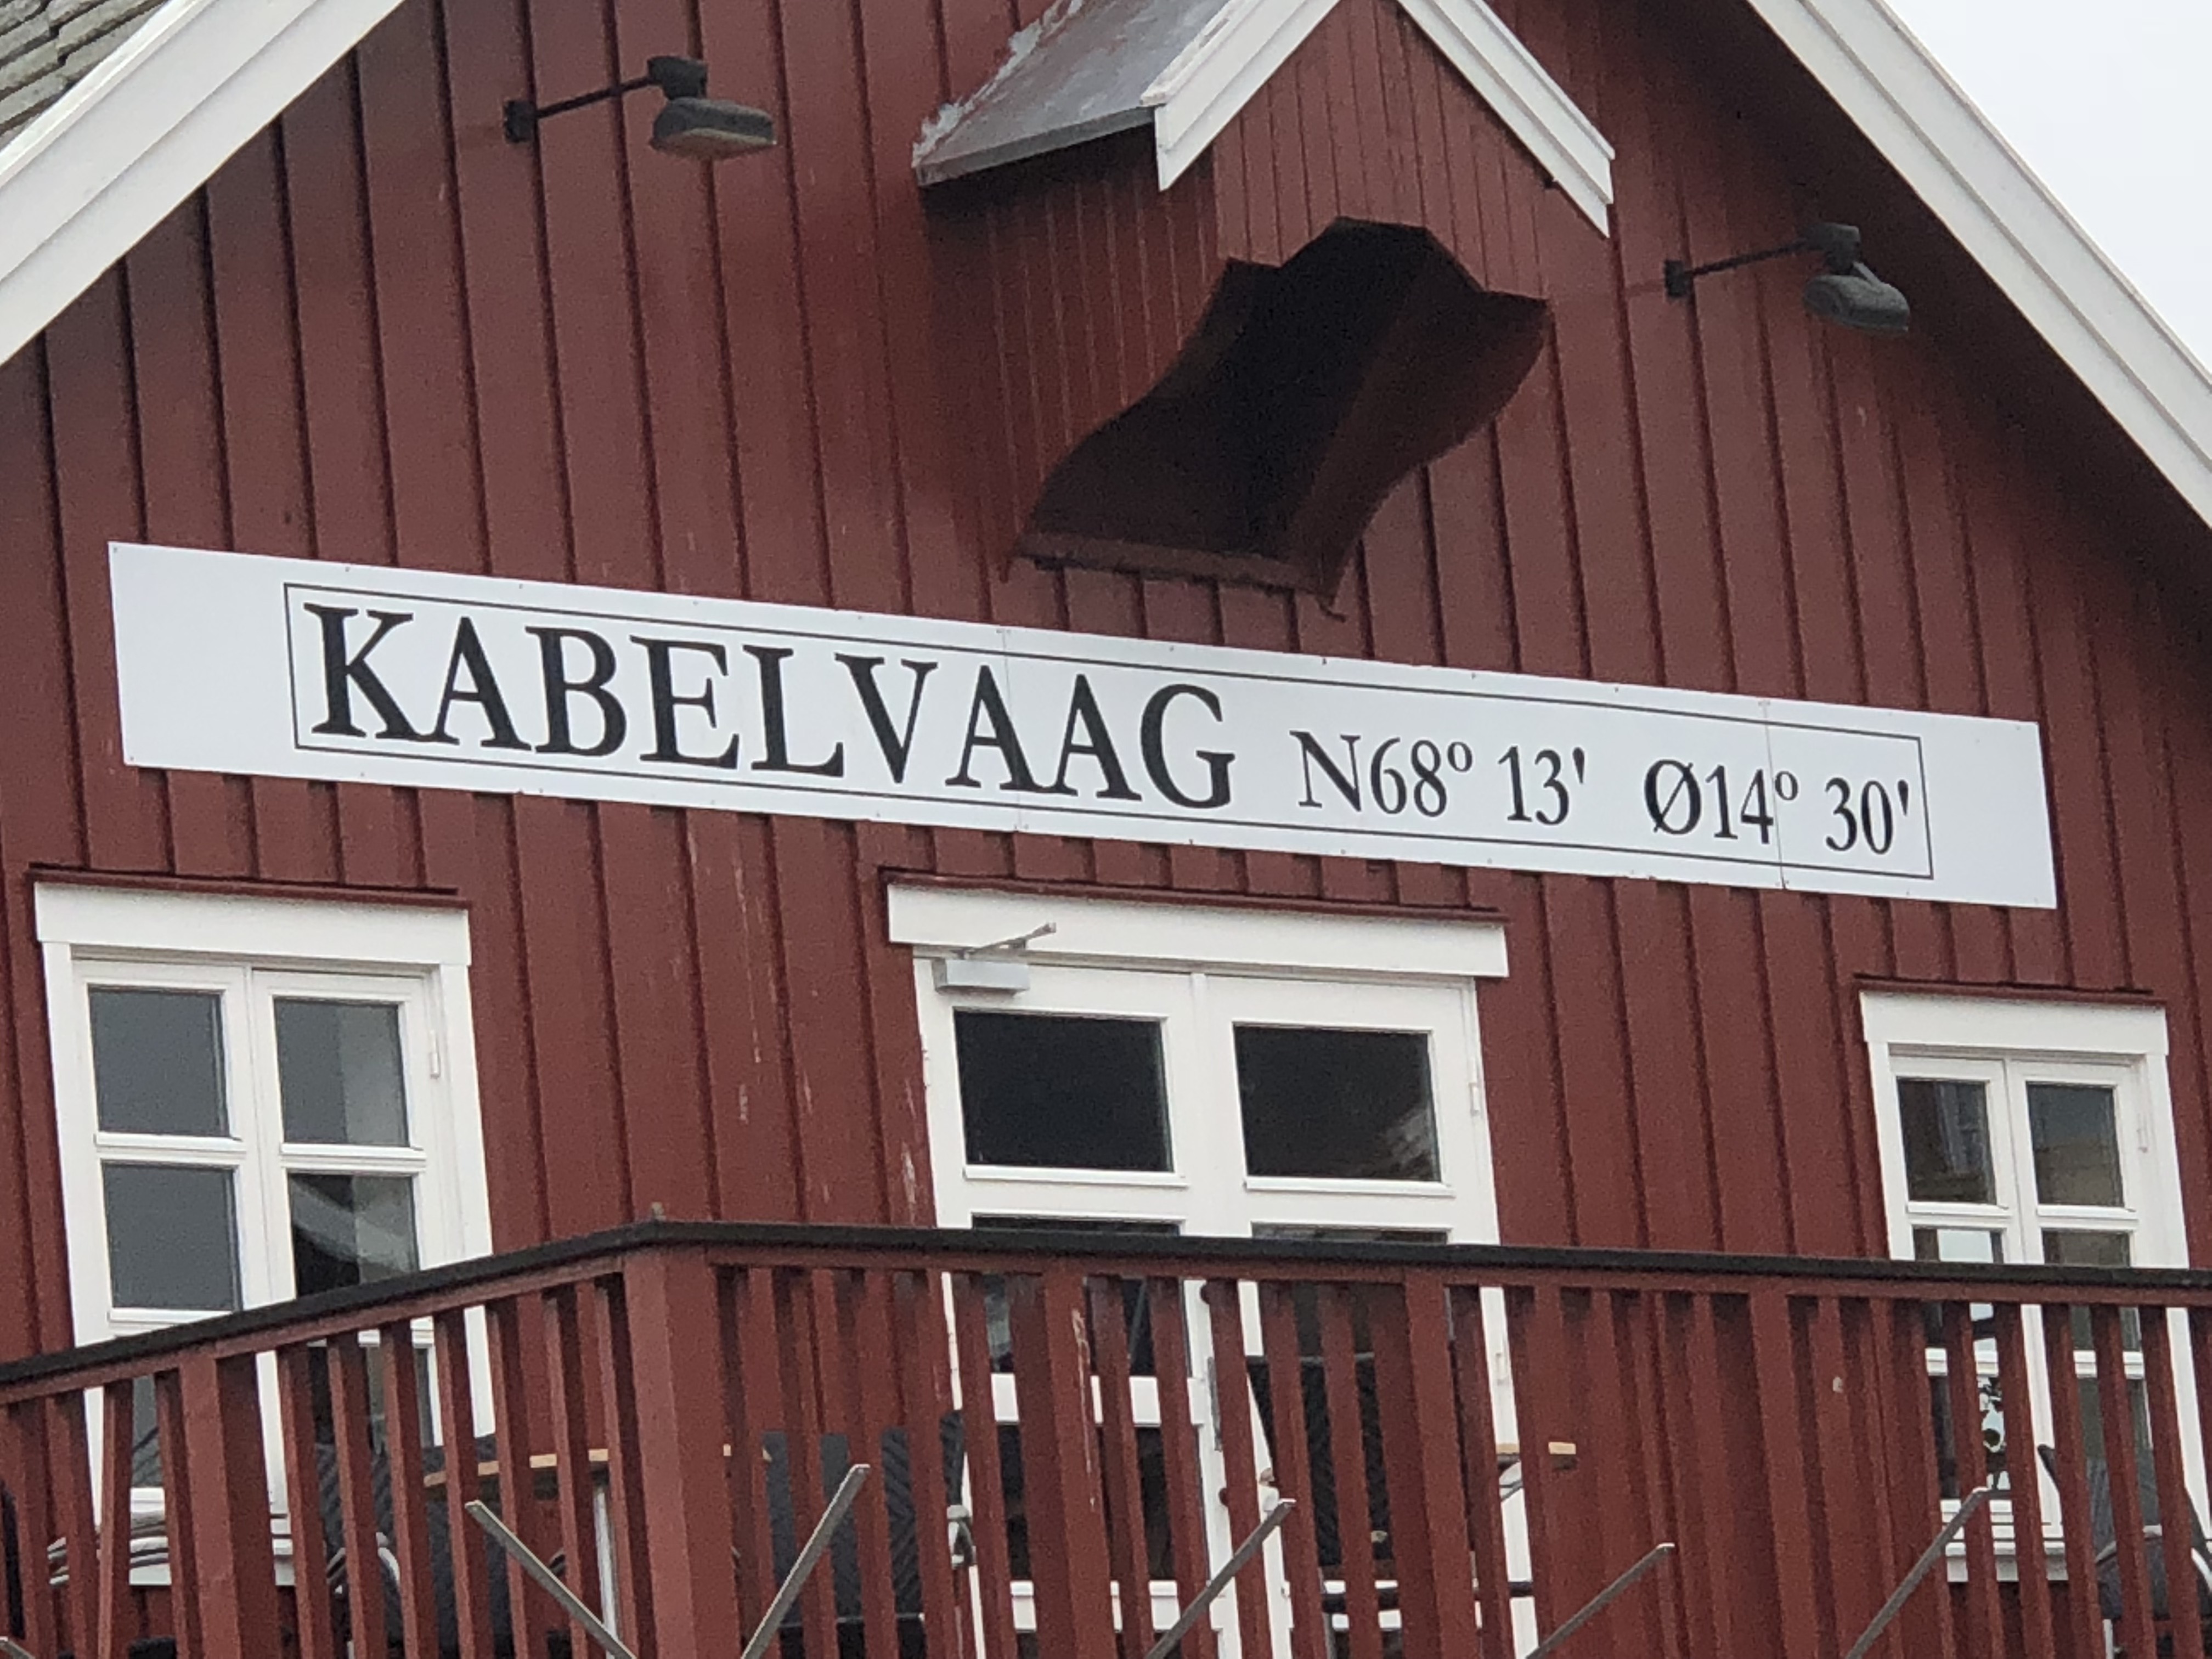 KABELVAAG N68º 13' Ø14º 30'